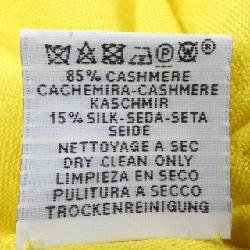 W®
85% CASHMERE
CACHEMIRA-CASHMERE
KASCHMIR
15% SILK-SEDA-SETA
SEIDE
NETTOYAGE A SEC
DRY CLEAN ONLY
LIMPIEZA EN SECO
PULITURA A SECCO
TROCKENREINIGUNG